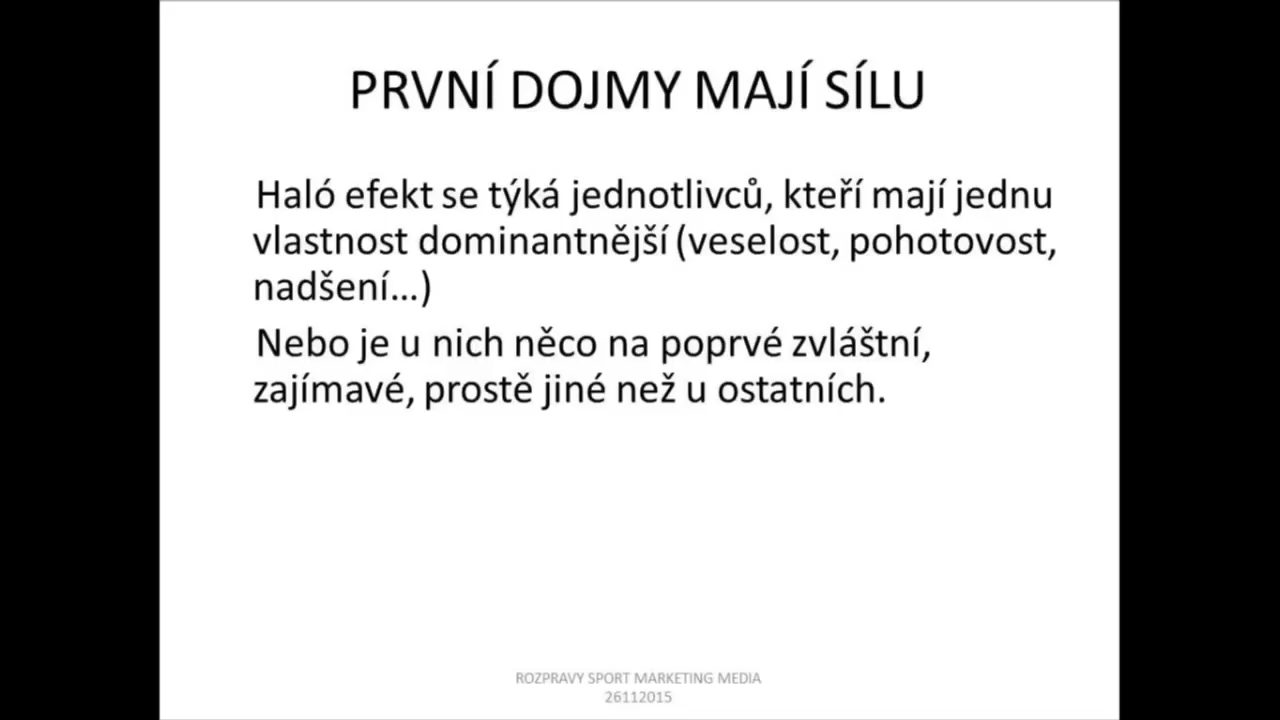 PRVNÍ DOJMY MAJÍ SÍLU
Haló efekt se týká jednotlivců, kteří mají jednu
vlastnost dominantnější (veselost, pohotovost,
nadšení…)
Nebo je u nich něco na poprvé zvláštní,
zajímavé, prostě jiné než u ostatních.
ROZPRAVY SPORT MARKETING MEDIA
26112015